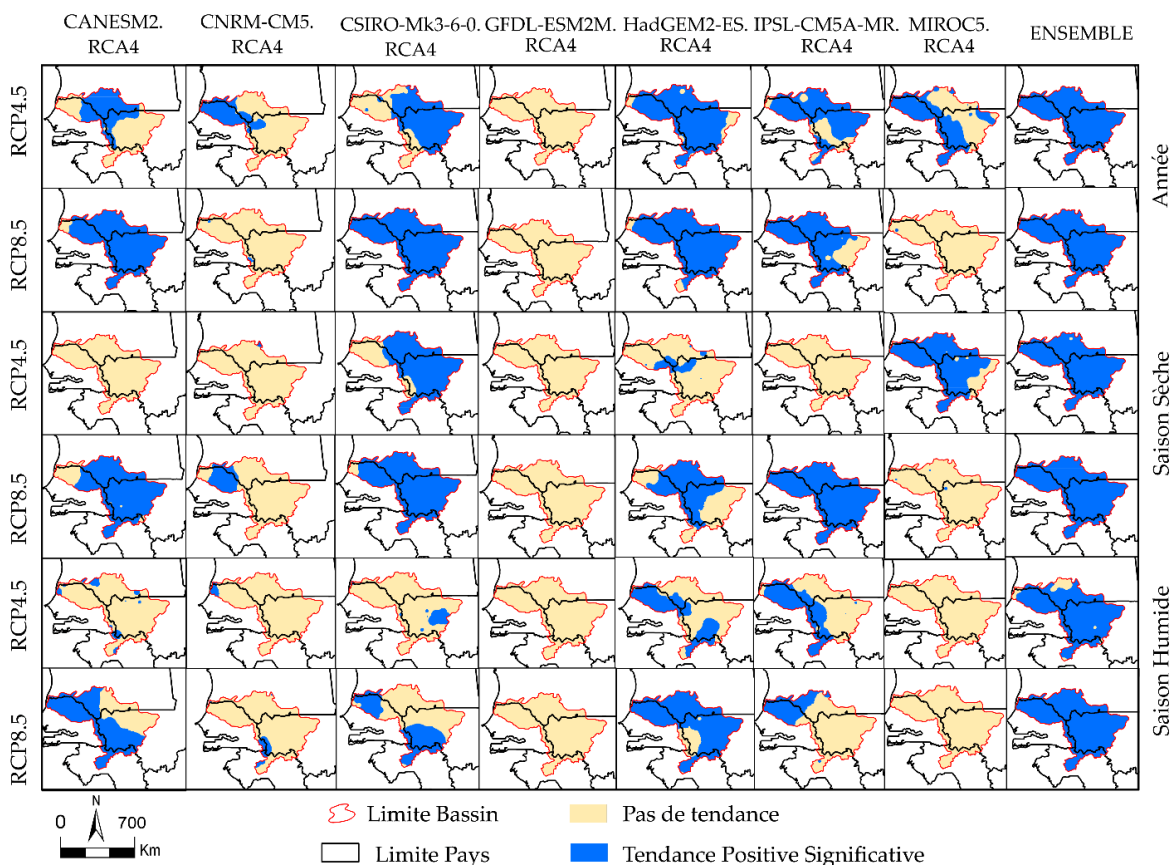 CANESM2.
RCA4
CNRM-CM5.
RCA4
CSIRO-Mk3-6-0.
RCA4
GFDL-ESM2M.
RCA4
HadGEM2-ES.
RCA4
IPSL-CM5A-MR.
RCA4
MIROC5.
RCA4
ENSEMBLE
RCP4.5
RCP8.5
Année
RCP4.5
RCP8.5
Saison Sèche
RCP4.5
RCP8.5
Saison Humide
N
0 700
Km
Limite Bassin
Limite Pays
Pas de tendance
Tendance Positive Significative